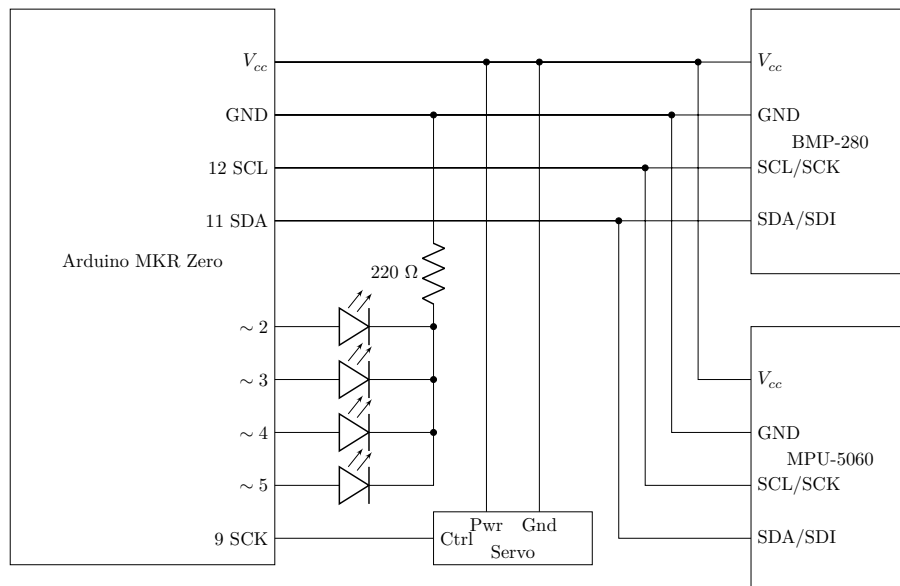 V_cc
GND
12 SCL
11 SDA
Arduino MKR Zero
∼ 2
∼ 3
∼ 4
∼ 5
9 SCK
220 Ω
Pwr Gnd
Ctrl
Servo
V_cc
GND
BMP-280
SCL/SCK
SDA/SDI
V_cc
GND
MPU-5060
SCL/SCK
SDA/SDI